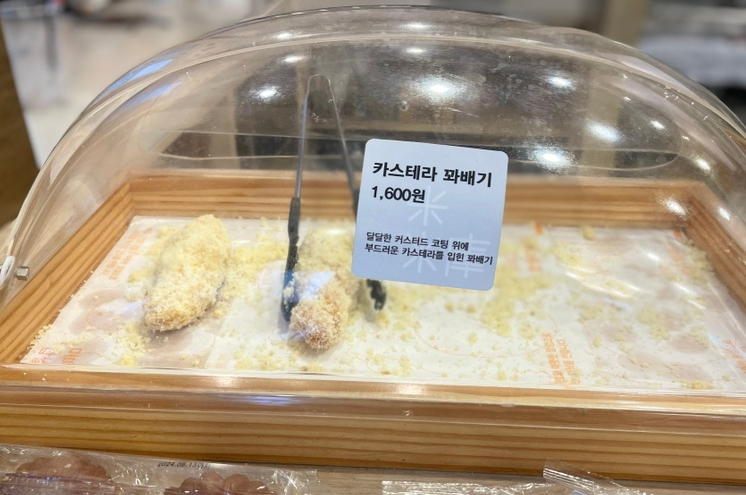 카스테라 꽈배기
1,600원
달달한 커스터드 코팅 위에
부드러운 카스테라를 입힌 꽈배기